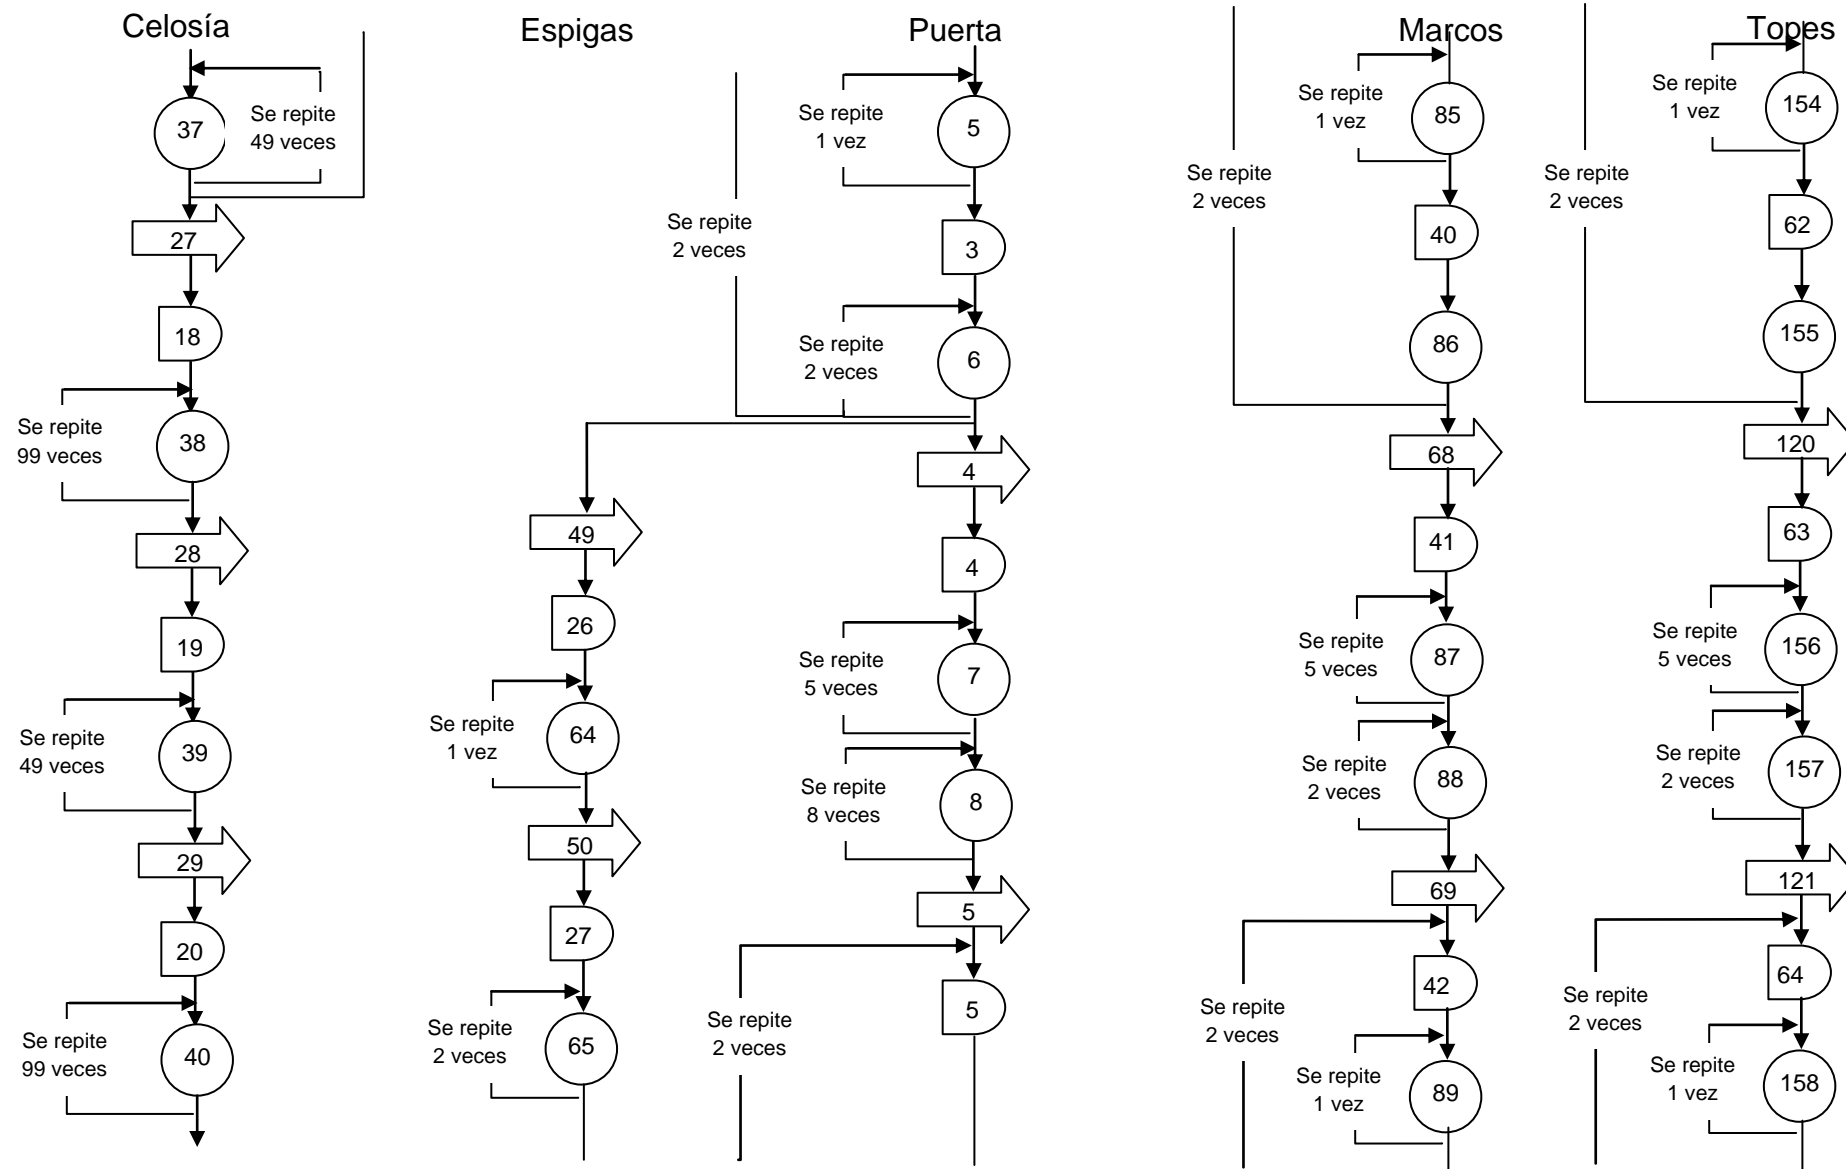 Celosía
37
Se repite
49 veces
27
18
Se repite
99 veces
38
28
19
Se repite
49 veces
39
29
20
Se repite
99 veces
40
Espigas
49
26
Se repite
1 vez
64
50
27
Se repite
2 veces
65
Puerta
Se repite
1 vez
5
Se repite
2 veces
3
Se repite
2 veces
6
4
4
Se repite
5 veces
7
Se repite
8 veces
8
5
Se repite
2 veces
5
Marcos
Se repite
1 vez
85
Se repite
2 veces
40
86
68
41
Se repite
5 veces
87
Se repite
2 veces
88
69
Se repite
2 veces
42
Se repite
1 vez
89
Topes
Se repite
1 vez
154
Se repite
2 veces
62
155
120
63
Se repite
5 veces
156
Se repite
2 veces
157
121
Se repite
2 veces
64
Se repite
1 vez
158